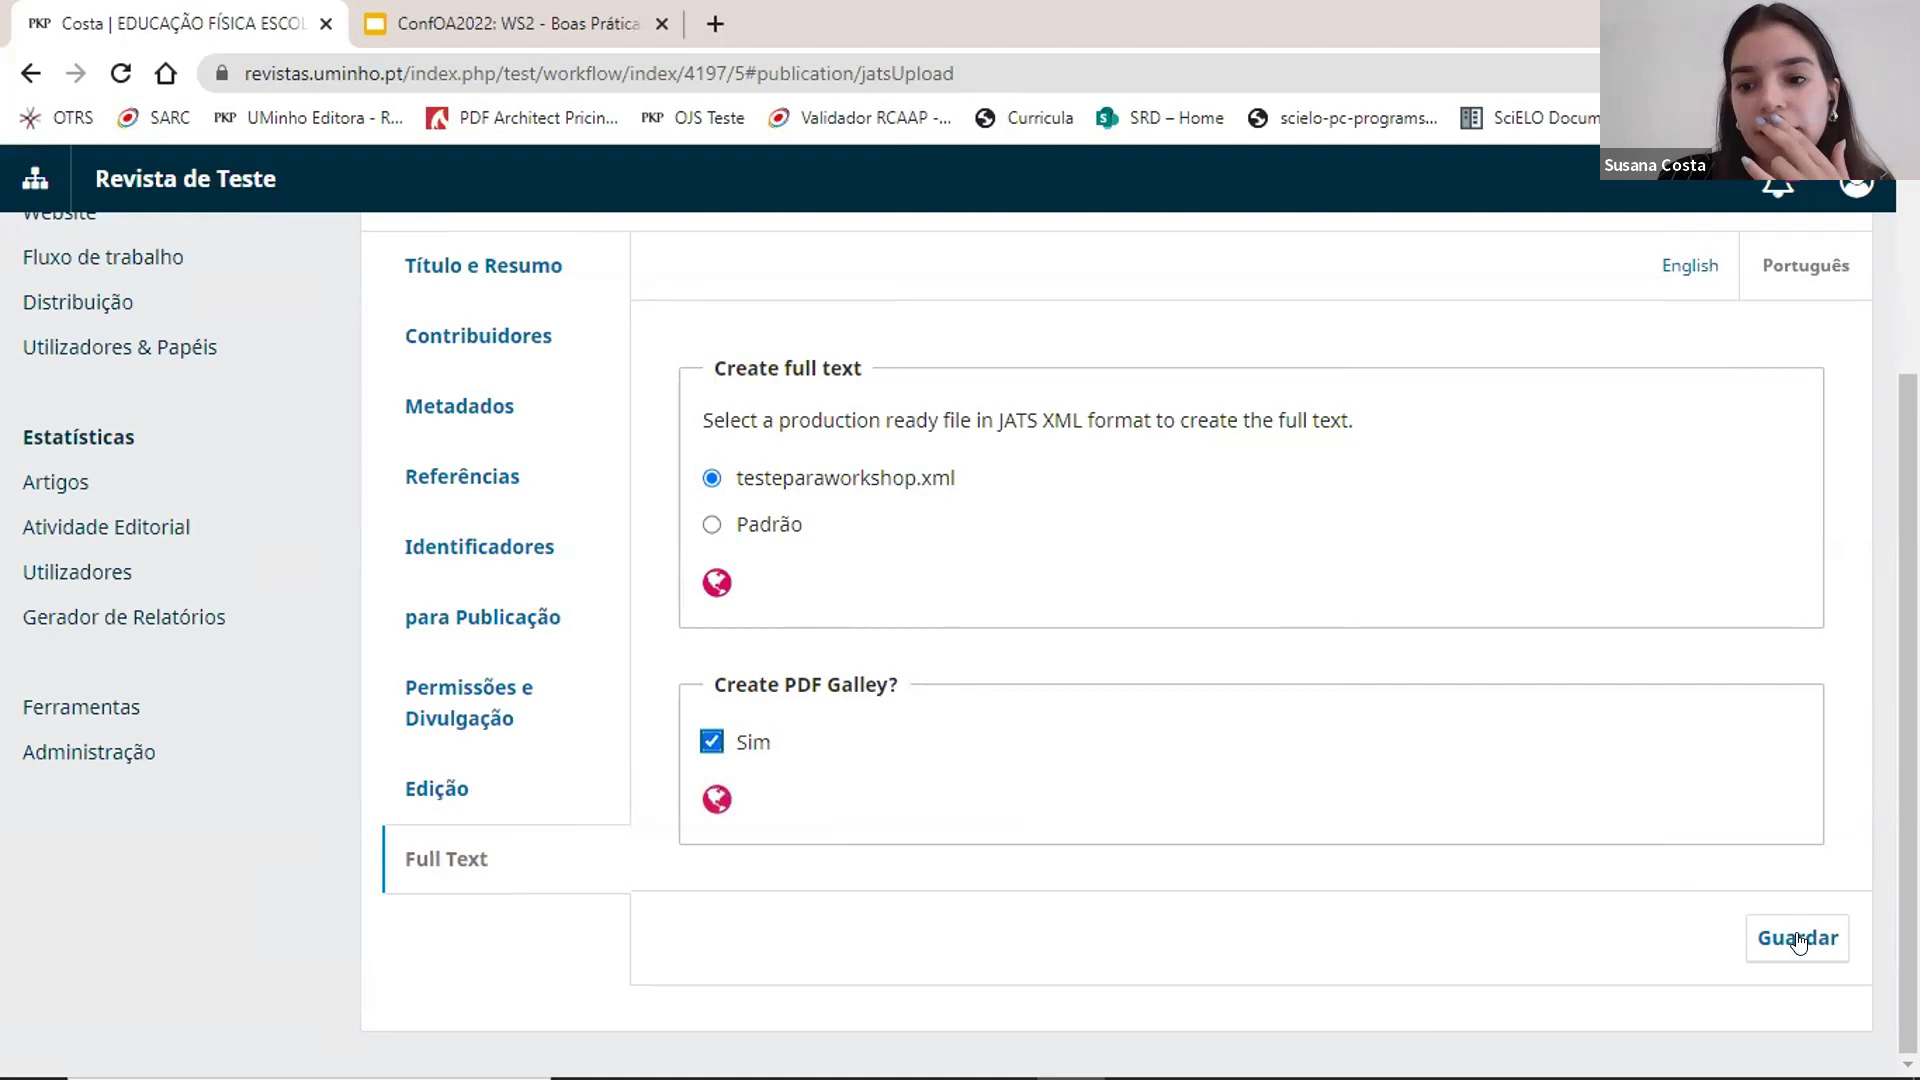 PKP Costa | EDUCAÇÃO FÍSICA ESCOL
ConfOA2022: WS2 - Boas Prática
revistas.uminho.pt/index.php/test/workflow/index/4197/5#publication/jatsUpload
OTRS
SARC
PKP UMinho Editora - R...
PDF Architect Pricin...
PKP OJS Teste
Validador RCAAP -...
Curricula
SRD – Home
scielo-pc-programs...
SciELO Docum
Susana Costa
Revista de Teste
Website
Fluxo de trabalho
Distribuição
Utilizadores & Papéis
Estatísticas
Artigos
Atividade Editorial
Utilizadores
Gerador de Relatórios
Ferramentas
Administração
Título e Resumo
Contribuidores
Metadados
Referências
Identificadores
para Publicação
Permissões e
Divulgação
Edição
Full Text
English
Português
Create full text
Select a production ready file in JATS XML format to create the full text.
testeparaworkshop.xml
Padrão
Create PDF Galley?
Sim
Guardar